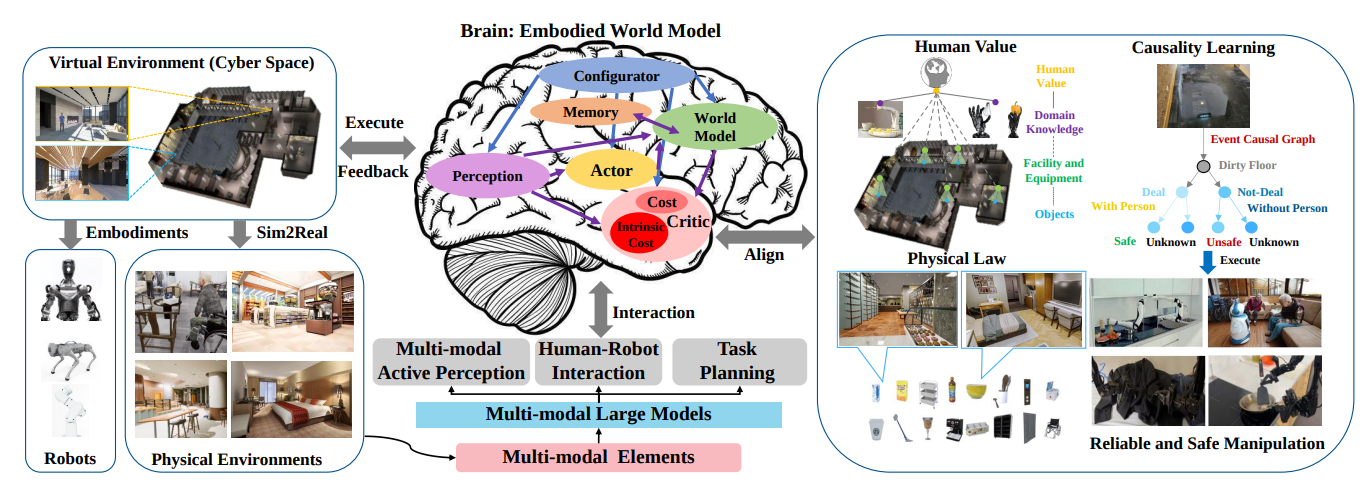 Virtual Environment (Cyber Space)
Embodiments
Sim2Real
Robots
Physical Environments
Execute
Feedback
Brain: Embodied World Model
Configurator
Memory
World
Model
Perception
Actor
Cost
Critic
Intrinsic
Cost
Align
Interaction
Multi-modal
Active Perception
Human-Robot
Interaction
Task
Planning
Multi-modal Large Models
Multi-modal Elements
Human Value
Human
Value
Domain
Knowledge
Facility and
Equipment
Objects
Physical Law
Causality Learning
Event Causal Graph
Dirty Floor
Deal
Not-Deal
With Person
Without Person
Safe
Unknown
Unsafe
Unknown
Execute
Reliable and Safe Manipulation